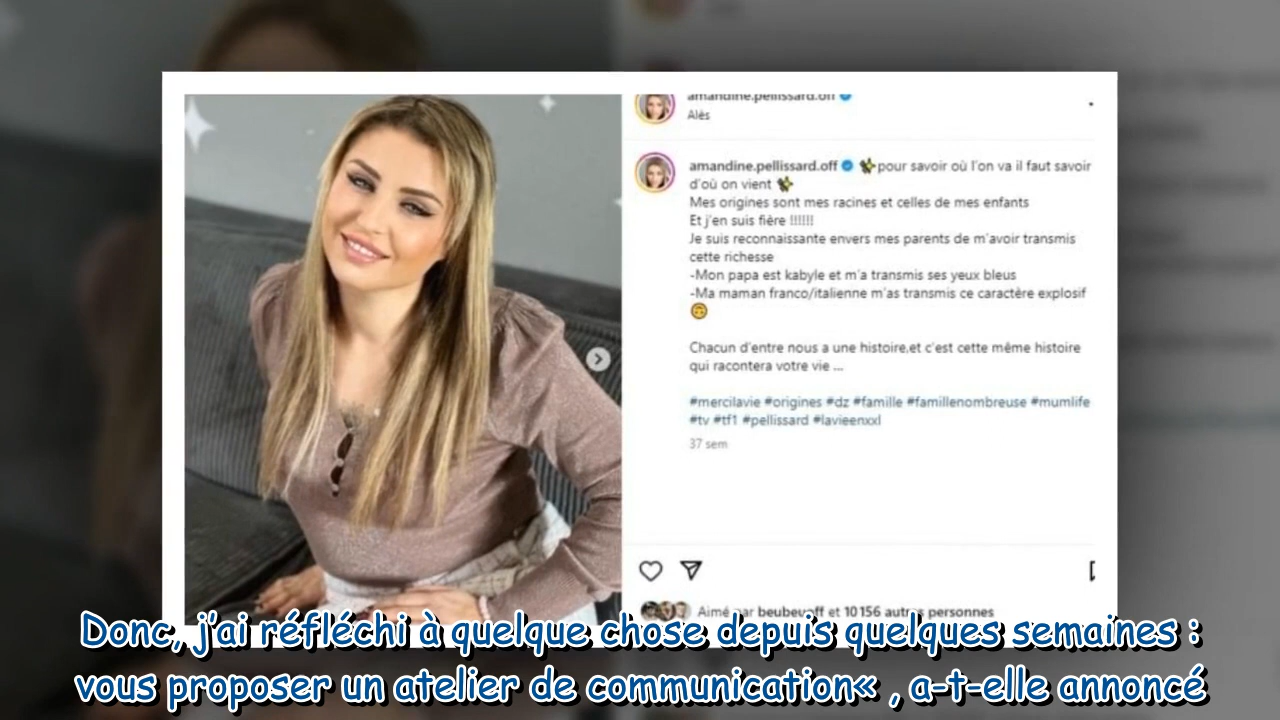 amandine.pellissard.off
Alès
amandine.pellissard.off pour savoir où l'on va il faut savoir
d'où on vient
Mes origines sont mes racines et celles de mes enfants
Et j'en suis fière !!!!!!
Je suis reconnaissante envers mes parents de m'avoir transmis
cette richesse
-Mon papa est kabyle et m'a transmis ses yeux bleus
-Ma maman franco/italienne m'as transmis ce caractère explosif
🙃
Chacun d'entre nous a une histoire,et c'est cette même histoire
qui racontera votre vie ...
#mercilavie #origines #dz #famille #famillenombreuse #mumlife
#tv #tf1 #pellissard #lavieenxxl
37 sem
Aimé par beubeuoff et 10 156 autres personnes
Donc, j'ai réfléchi à quelque chose depuis quelques semaines :
vous proposer un atelier de communication« , a-t-elle annoncé